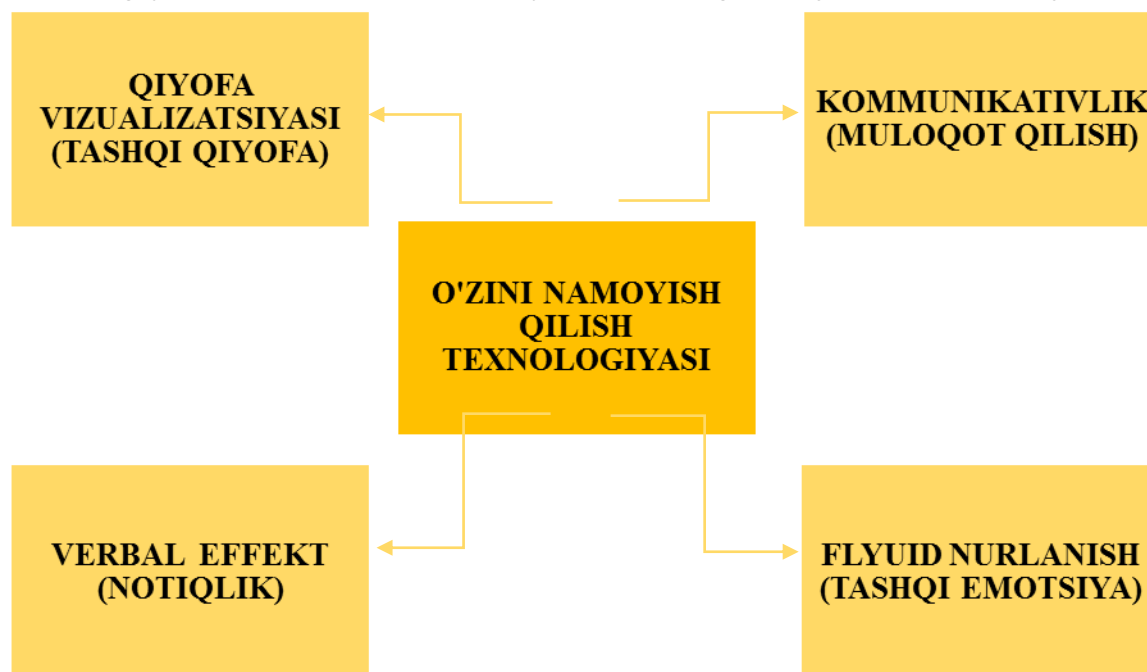 QIYOFA
VIZUALIZATSIYASI
(TASHQI QIYOFA)
KOMMUNIKATIVLIK
(MULOQOT QILISH)
O'ZINI NAMOYISH
QILISH
TEXNOLOGIYASI
VERBAL EFFEKT
(NOTIQLIK)
FLYUID NURLANISH
(TASHQI EMOTSIYA)